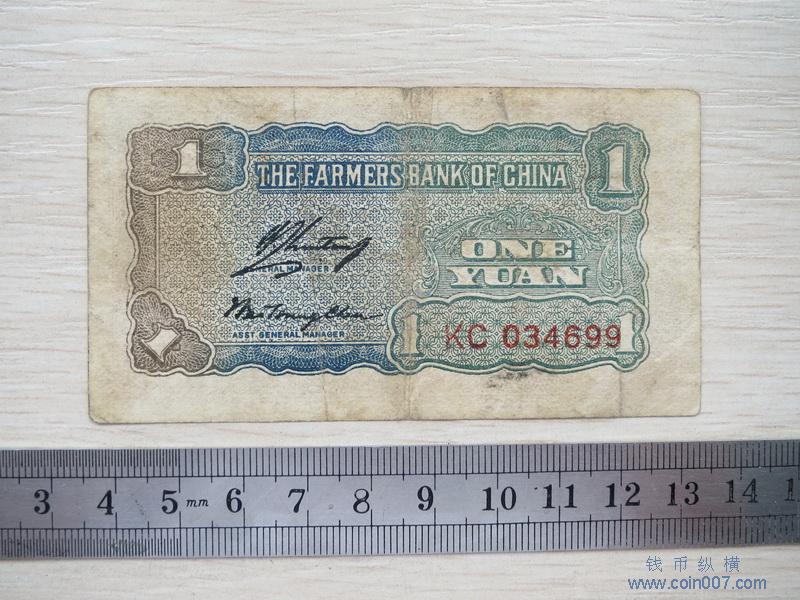 1
1
THE FARMERS BANK OF CHINA
GENERAL MANAGER
ONE
YUAN
ASST GENERAL MANAGER
1
KC 034699
1
3 4 5 mm 6 7 8 9 10 11 12 13 14
钱币纵横
www.coin007.com